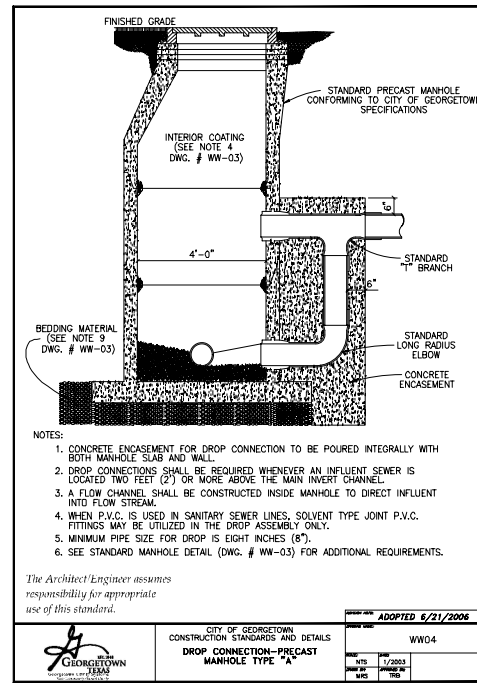 FINISHED GRADE
STANDARD PRECAST MANHOLE
CONFORMING TO CITY OF GEORGETOWN
SPECIFICATIONS
INTERIOR COATING
(SEE NOTE 4
DWG. # WW-03)
6"
4'-0"
STANDARD
"T" BRANCH
6"
BEDDING MATERIAL
(SEE NOTE 9
DWG. # WW-03)
STANDARD
LONG RADIUS
ELBOW
CONCRETE
ENCASEMENT
NOTES:
1. CONCRETE ENCASEMENT FOR DROP CONNECTION TO BE POURED INTEGRALLY WITH
BOTH MANHOLE SLAB AND WALL.
2. DROP CONNECTIONS SHALL BE REQUIRED WHENEVER AN INFLUENT SEWER IS
LOCATED TWO FEET (2') OR MORE ABOVE THE MAIN INVERT CHANNEL.
3. A FLOW CHANNEL SHALL BE CONSTRUCTED INSIDE MANHOLE TO DIRECT INFLUENT
INTO FLOW STREAM.
4. WHEN P.V.C. IS USED IN SANITARY SEWER LINES, SOLVENT TYPE JOINT P.V.C.
FITTINGS MAY BE UTILIZED IN THE DROP ASSEMBLY ONLY.
5. MINIMUM PIPE SIZE FOR DROP IS EIGHT INCHES (8").
6. SEE STANDARD MANHOLE DETAIL (DWG. # WW-03) FOR ADDITIONAL REQUIREMENTS.
The Architect/Engineer assumes
responsibility for appropriate
use of this standard.
GEORGETOWN
TEXAS
CITY OF GEORGETOWN
CONSTRUCTION STANDARDS AND DETAILS
DROP CONNECTION-PRECAST
MANHOLE TYPE "A"
ADOPTED 6/21/2006
WW04
NTS
1/2003
MRS
TRB